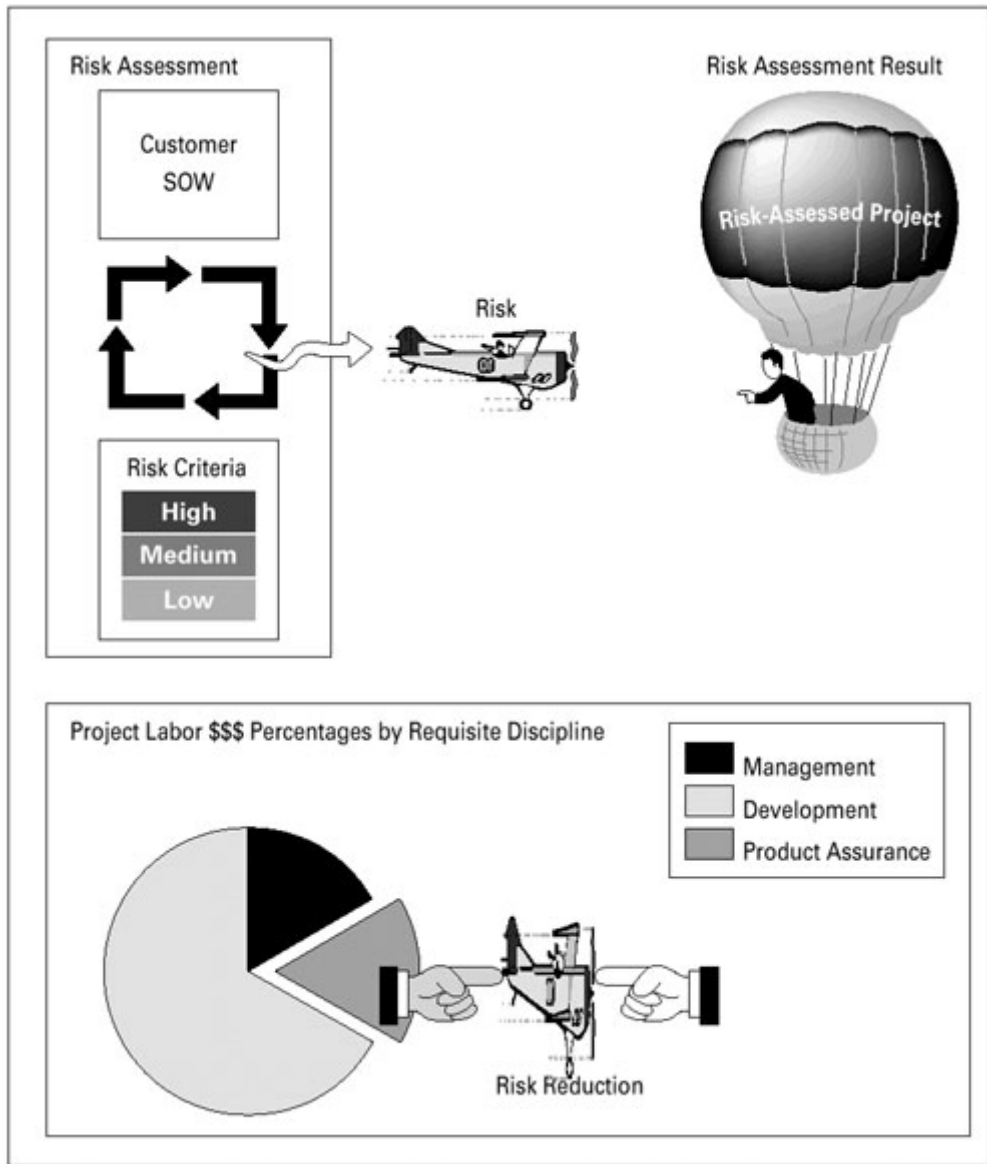 Risk Assessment
Customer
SOW
Risk Criteria
High
Medium
Low
Risk
Risk Assessment Result
Risk-Assessed Project
Project Labor $$$ Percentages by Requisite Discipline
Management
Development
Product Assurance
Risk Reduction